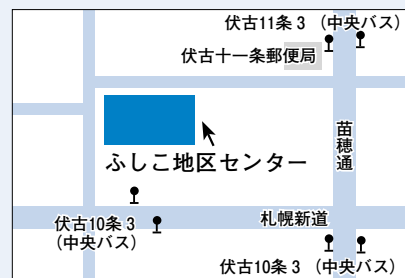 伏古11条3 (中央バス)
伏古十一条郵便局
苗穂通
ふしこ地区センター
伏古10条3
(中央バス)
札幌新道
伏古10条3 (中央バス)